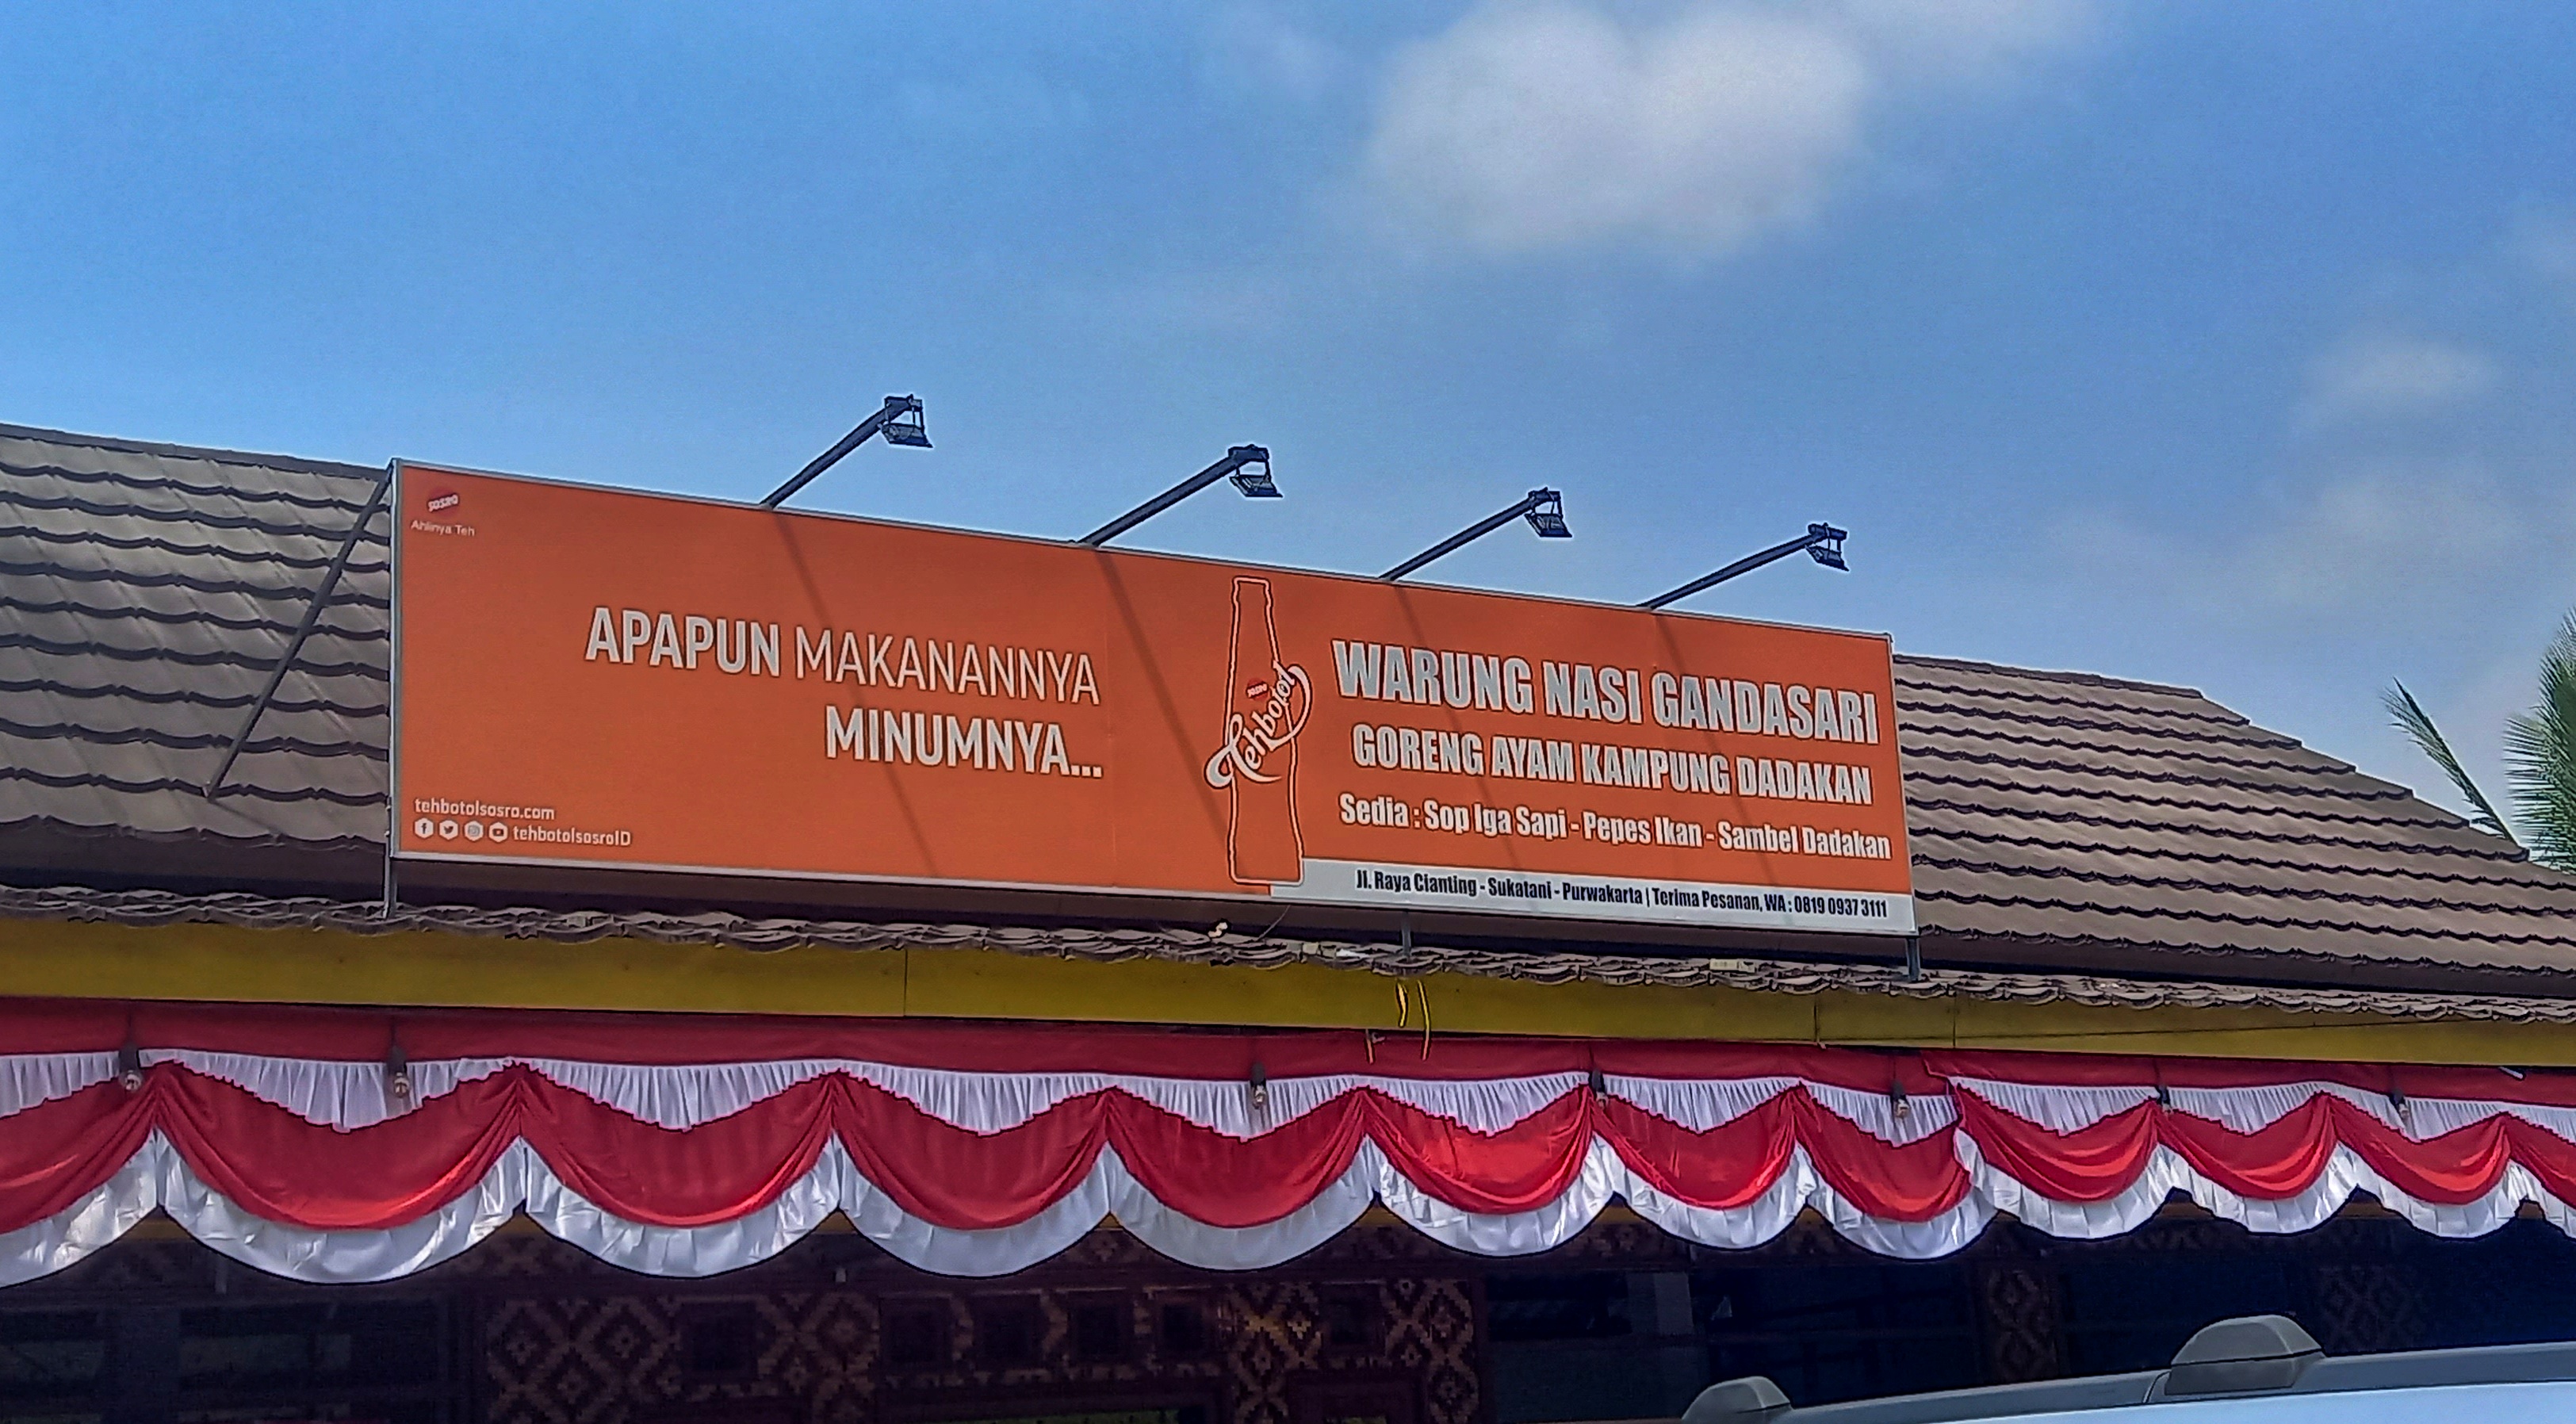 SOSRO
Ahlinya Teh
APAPUN MAKANANNYA
MINUMNYA...
tehbotolsosro.com
tehbotolsosroID
SOSRO
Tehbotol
WARUNG NASI GANDASARI
GORENG AYAM KAMPUNG DADAKAN
Sedia : Sop Iga Sapi - Pepes Ikan - Sambel Dadakan
Jl. Raya Cianting - Sukatani - Purwakarta | Terima Pesanan, WA : 0819 0937 3111